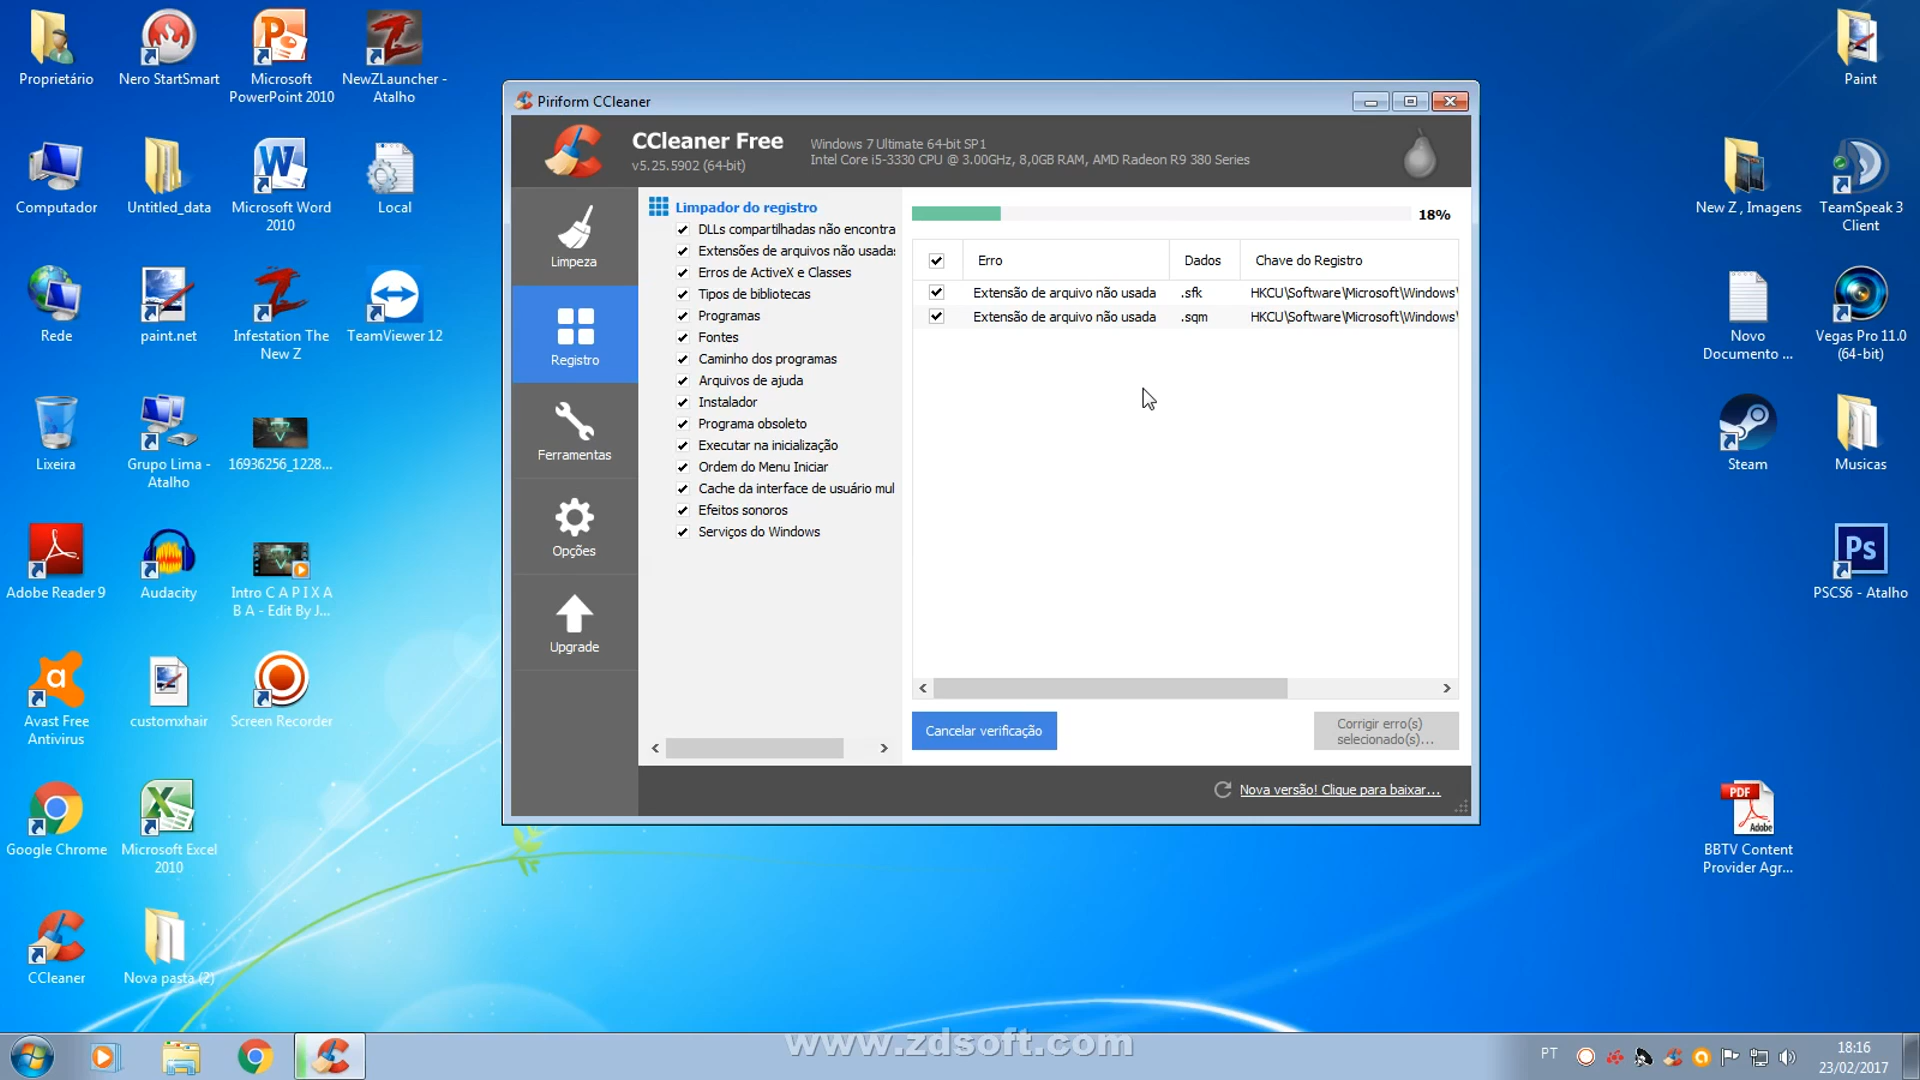 Proprietário
Nero StartSmart
Microsoft
PowerPoint 2010
NewZLauncher -
Atalho
Paint
Computador
Untitled_data
Microsoft Word
2010
Local
New Z , Imagens
TeamSpeak 3
Client
Rede
paint.net
Infestation The
New Z
TeamViewer 12
Novo
Documento ...
Vegas Pro 11.0
(64-bit)
Lixeira
Grupo Lima -
Atalho
16936256_1228...
Steam
Musicas
Adobe Reader 9
Audacity
Intro C A P I X A
B A - Edit By J...
Ps
PSCS6 - Atalho
Avast Free
Antivirus
customxhair
Screen Recorder
Google Chrome
Microsoft Excel
2010
PDF
Adobe
BBTV Content
Provider Agr...
CCleaner
Nova pasta (2)
Piriform CCleaner
CCleaner Free
v5.25.5902 (64-bit)
Windows 7 Ultimate 64-bit SP1
Intel Core i5-3330 CPU @ 3.00GHz, 8,0GB RAM, AMD Radeon R9 380 Series
Limpeza
Registro
Ferramentas
Opções
Upgrade
Limpador do registro
DLLs compartilhadas não encontra
Extensões de arquivos não usadas
Erros de ActiveX e Classes
Tipos de bibliotecas
Programas
Fontes
Caminho dos programas
Arquivos de ajuda
Instalador
Programa obsoleto
Executar na inicialização
Ordem do Menu Iniciar
Cache da interface de usuário mul
Efeitos sonoros
Serviços do Windows
18%
Erro Dados Chave do Registro
Extensão de arquivo não usada .sfk HKCU\Software\Microsoft\Windows\
Extensão de arquivo não usada .sqm HKCU\Software\Microsoft\Windows\
Cancelar verificação
Corrigir erro(s)
selecionado(s)...
Nova versão! Clique para baixar...
www.zdsoft.com
PT
18:16
23/02/2017